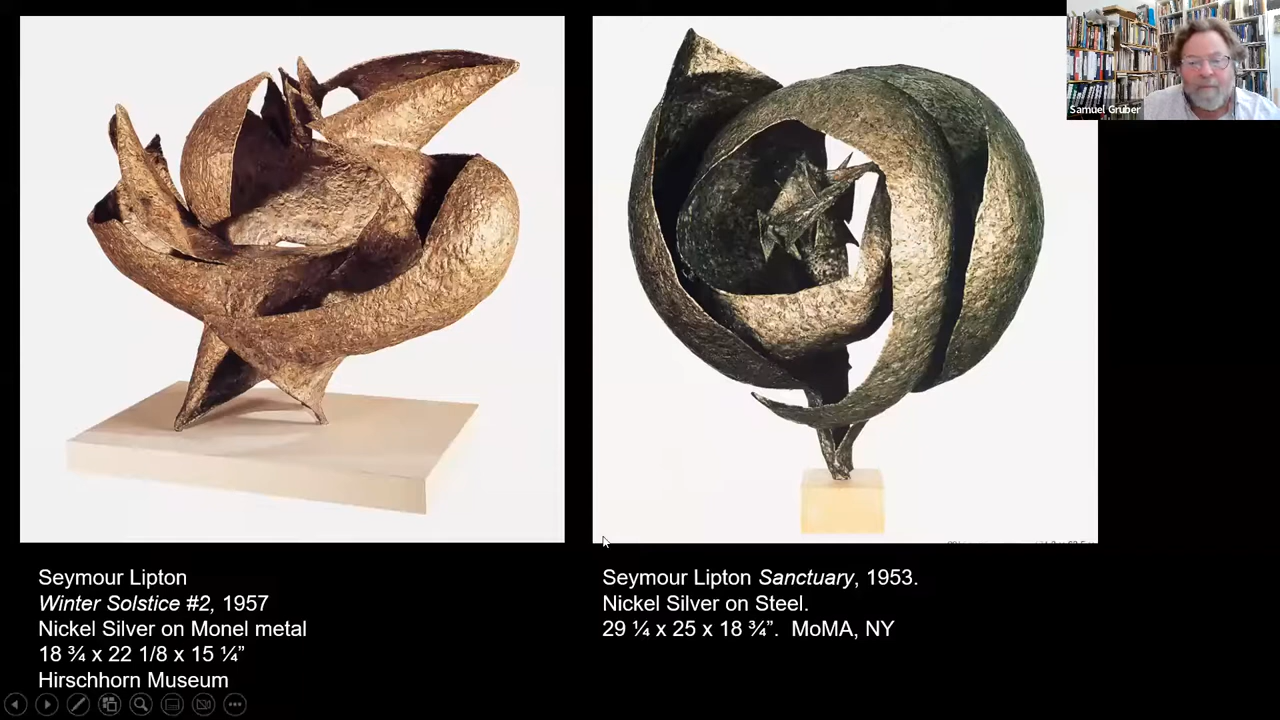 Samuel Gruber
Seymour Lipton
Winter Solstice #2, 1957
Nickel Silver on Monel metal
18 ¾ x 22 1/8 x 15 ¼”
Hirschhorn Museum
Seymour Lipton Sanctuary, 1953.
Nickel Silver on Steel.
29 ¼ x 25 x 18 ¾”.  MoMA, NY